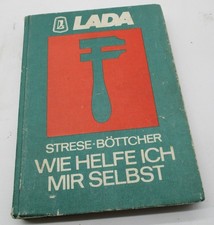 LADA
STRESE·BÖTTCHER
WIE HELFE ICH
MIR SELBST